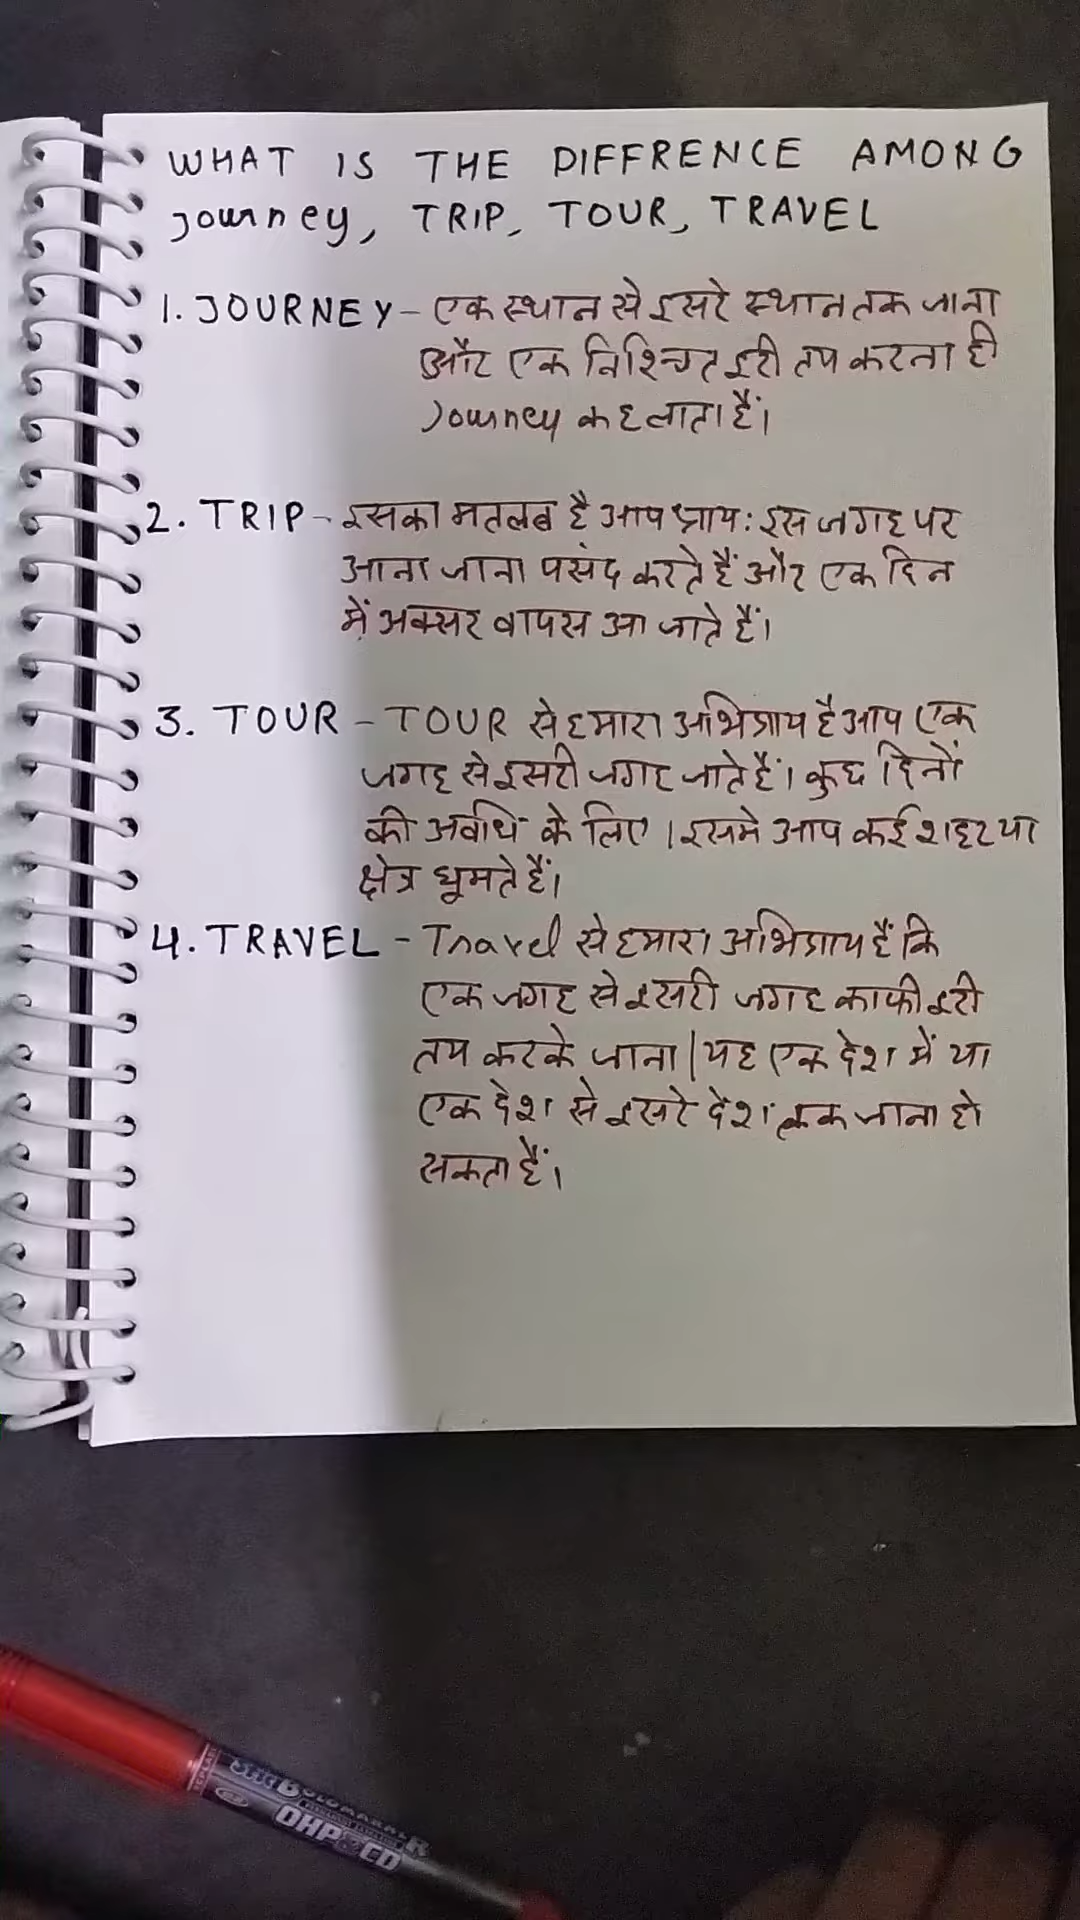 WHAT IS THE DIFFRENCE AMONG
Journey, TRIP, TOUR, TRAVEL
1. JOURNEY - एक स्थान से दूसरे स्थान तक जाना
और एक निश्चित दूरी तय करना ही
Journey कहलाता हैं।
2. TRIP - इसका मतलब है आप प्राय: इस जगह पर
आना जाना पसंद करते हैं और एक दिन
में अक्सर वापस आ जाते हैं।
3. TOUR - TOUR से हमारा अभिप्राय है आप एक
जगह से दूसरी जगह जाते हैं। कुछ दिनों
की अवधि के लिए । इसमे आप कई शहर या
क्षेत्र घूमते हैं।
4. TRAVEL - Travel से हमारा अभिप्राय हैं कि
एक जगह से दूसरी जगह काफी दूरी
तय करके जाना | यह एक देश में या
एक देश से दूसरे देश तक जाना हो
सकता हैं।
OHP CD